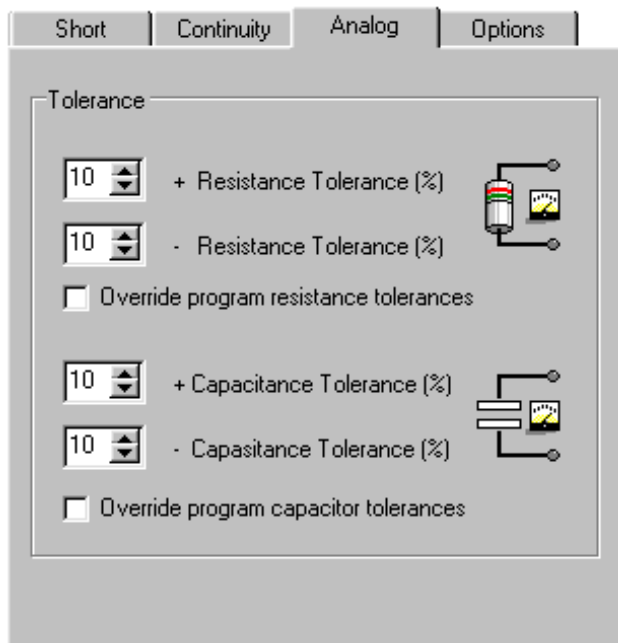 Short Continuity Analog Options
Tolerance
10 + Resistance Tolerance (%)
10 - Resistance Tolerance (%)
Override program resistance tolerances
10 + Capacitance Tolerance (%)
10 - Capasitance Tolerance (%)
Override program capacitor tolerances